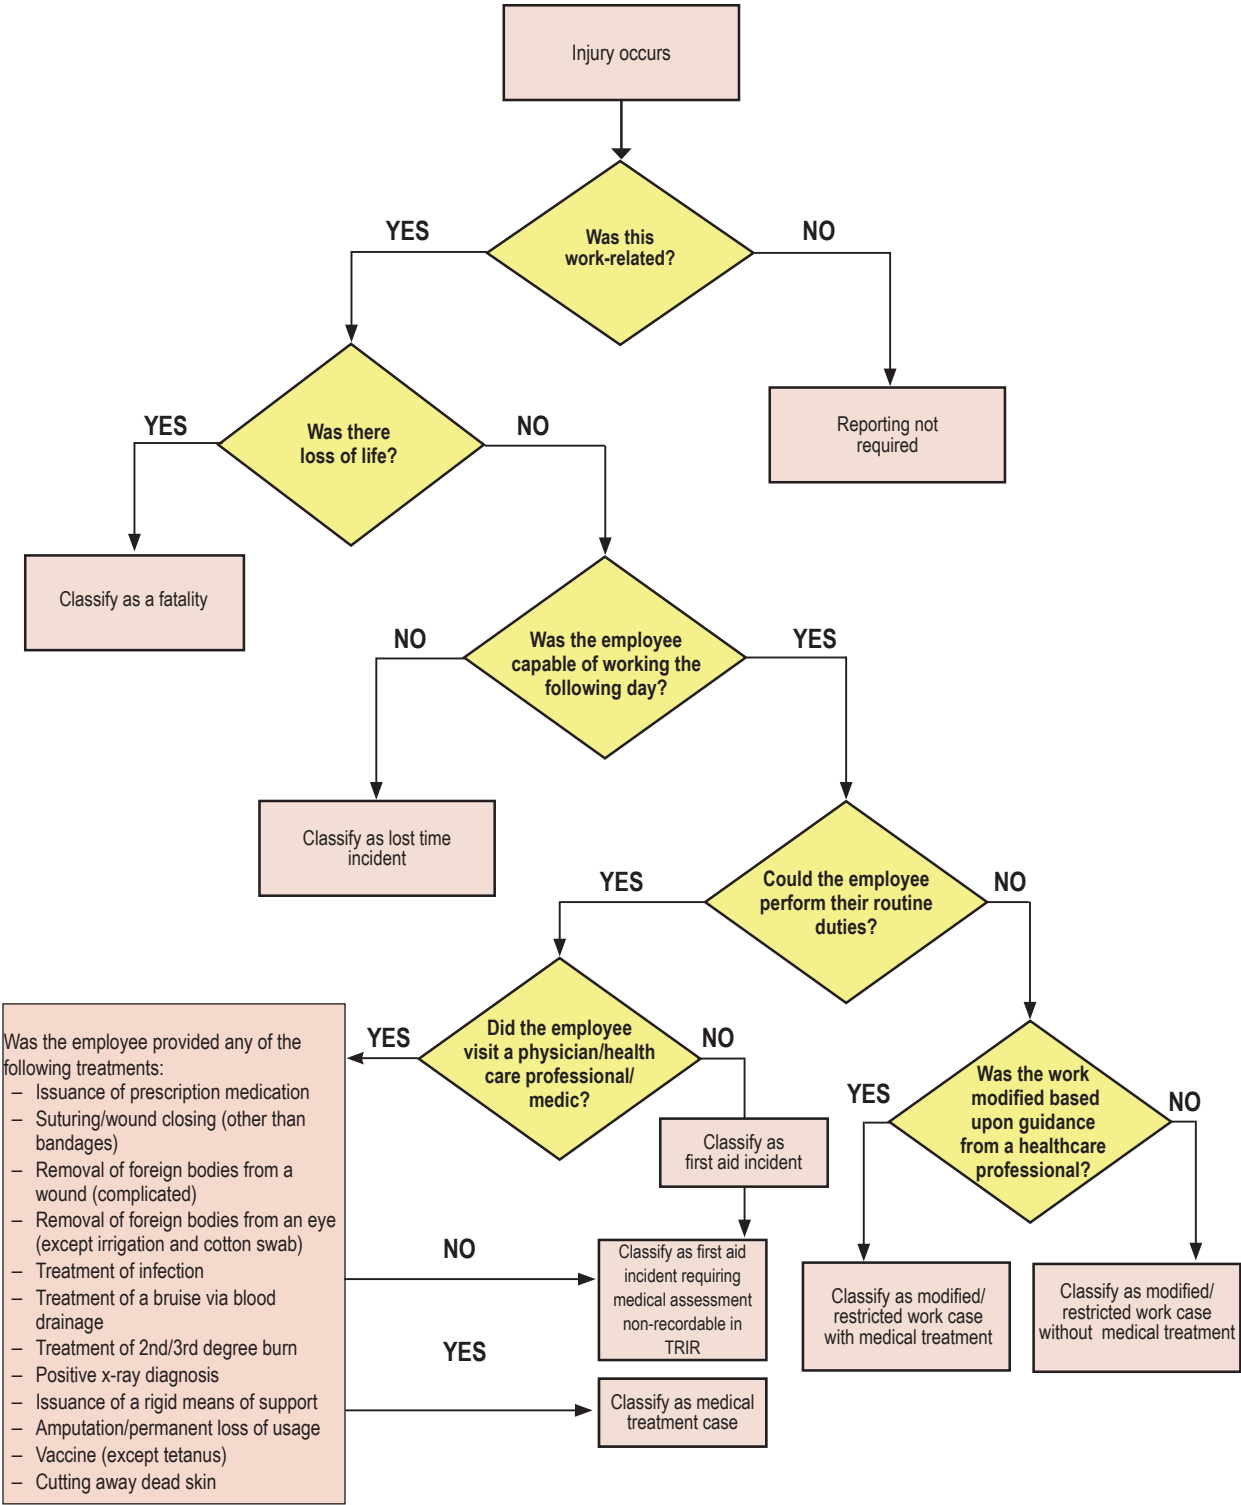 Injury occurs
YES
NO
Was this
work-related?
YES
NO
Was there
loss of life?
Reporting not
required
Classify as a fatality
NO
YES
Was the employee
capable of working the
following day?
Classify as lost time
incident
YES
NO
Could the employee
perform their routine
duties?
YES
NO
Did the employee
visit a physician/health
care professional/
medic?
YES
NO
Was the work
modified based
upon guidance
from a healthcare
professional?
Was the employee provided any of the
following treatments:
– Issuance of prescription medication
– Suturing/wound closing (other than
bandages)
– Removal of foreign bodies from a
wound (complicated)
– Removal of foreign bodies from an eye
(except irrigation and cotton swab)
– Treatment of infection
– Treatment of a bruise via blood
drainage
– Treatment of 2nd/3rd degree burn
– Positive x-ray diagnosis
– Issuance of a rigid means of support
– Amputation/permanent loss of usage
– Vaccine (except tetanus)
– Cutting away dead skin
Classify as
first aid incident
NO
Classify as first aid
incident requiring
medical assessment
non-recordable in
TRIR
YES
Classify as medical
treatment case
Classify as modified/
restricted work case
with medical treatment
Classify as modified/
restricted work case
without medical treatment